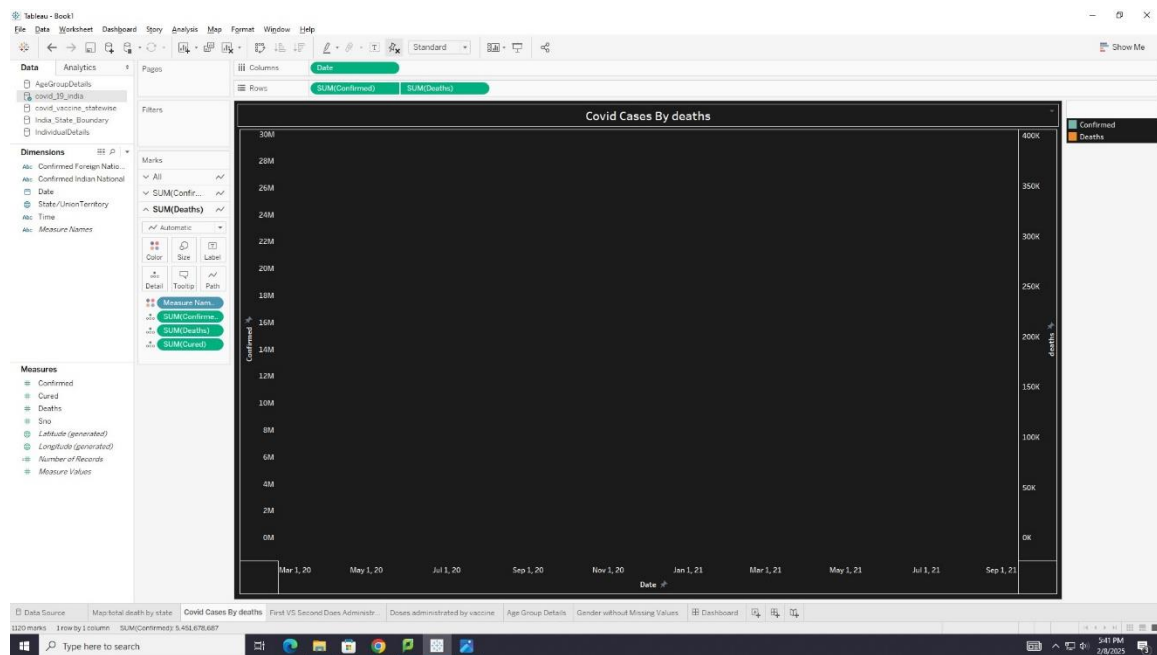 Tableau - Book1
File Data Worksheet Dashboard Story Analysis Map Format Window Help
Standard
Show Me
Data Analytics
Pages
Columns Date
Rows SUM(Confirmed) SUM(Deaths)
AgeGroupDetails
covid_19_india
covid_vaccine_statewise
India_State_Boundary
IndividualDetails
Filters
Dimensions
Abc Confirmed Foreign Natio...
Abc Confirmed Indian National
Date
State/UnionTerritory
Abc Time
Abc Measure Names
Marks
All
SUM(Confir...
SUM(Deaths)
Automatic
Color Size Label
Detail Tooltip Path
Measure Nam..
SUM(Confirme..
SUM(Deaths)
SUM(Cured)
Measures
Confirmed
Cured
Deaths
Sno
Latitude (generated)
Longitude (generated)
Number of Records
Measure Values
Covid Cases By deaths
30M
28M
26M
24M
22M
20M
18M
16M
14M
12M
10M
8M
6M
4M
2M
0M
Confirmed
400K
350K
300K
250K
200K
150K
100K
50K
0K
deaths
Mar 1, 20 May 1, 20 Jul 1, 20 Sep 1, 20 Nov 1, 20 Jan 1, 21 Mar 1, 21 May 1, 21 Jul 1, 21 Sep 1, 21
Date
Confirmed
Deaths
Data Source Map total death by state Covid Cases By deaths First VS Second Does Administr.. Doses administrated by vaccine Age Group Details Gender without Missing Values Dashboard
1120 marks 1 row by 1 column SUM(Confirmed): 5,451,678,687
Type here to search
5:41 PM
2/8/2025